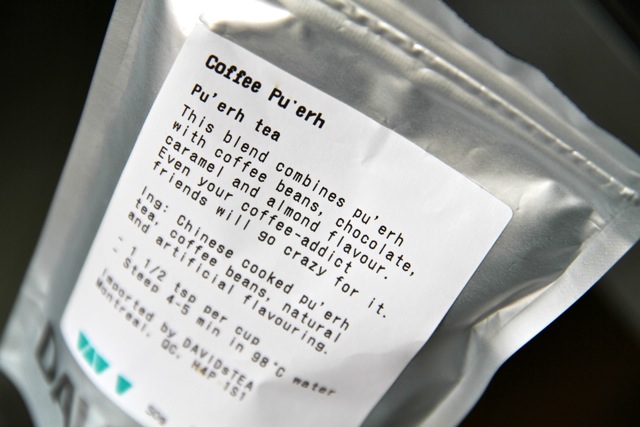 Coffee Pu'erh
Pu'erh tea
This blend combines pu'erh
with coffee beans, chocolate,
caramel and almond flavour.
Even your coffee-addict
friends will go crazy for it.
Ing: Chinese cooked pu'erh
tea, coffee beans, natural
and artificial flavouring.
- 1 1/2 tsp per cup
- Steep 4-5 min in 98°C water
Imported by DAVIDsTEA
Montreal, QC, H4P 1S1
50g
DA